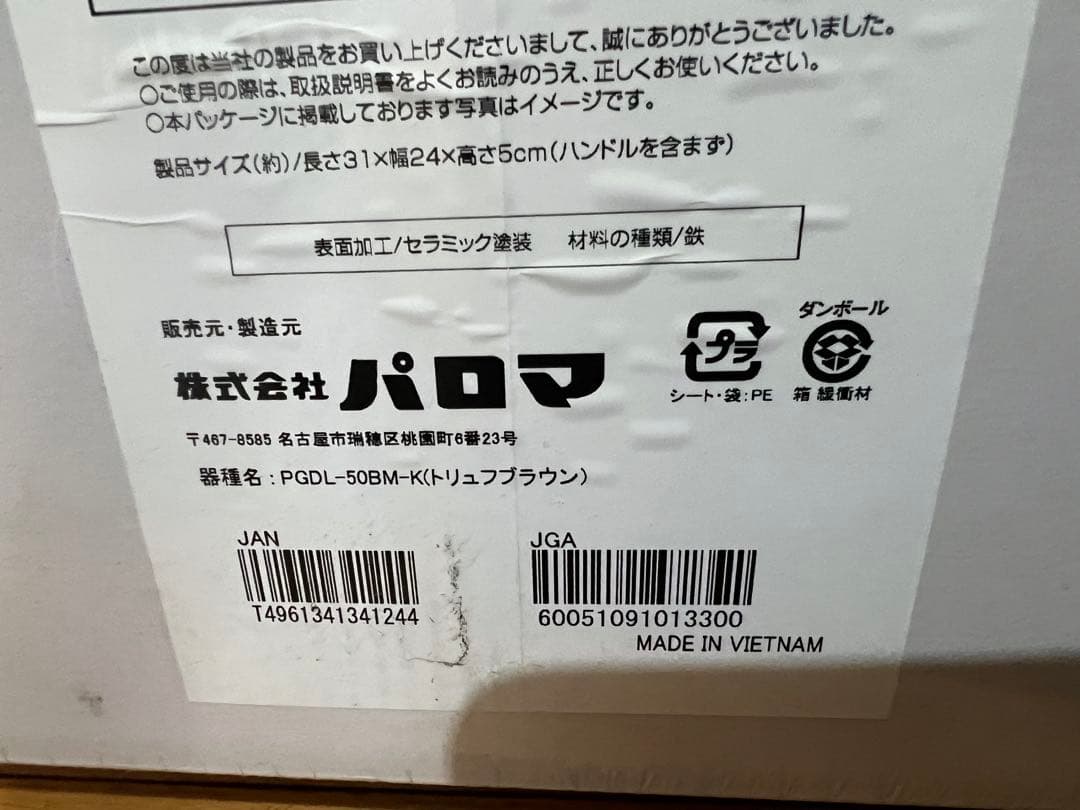 この度は当社の製品をお買い上げくださいまして、誠にありがとうございました。
○ご使用の際は、取扱説明書をよくお読みのうえ、正しくお使いください。
○本パッケージに掲載しております写真はイメージです。
製品サイズ(約)/長さ31×幅24×高さ5cm(ハンドルを含まず)
表面加工/セラミック塗装 材料の種類/鉄
販売元・製造元
株式会社 パロマ
〒467-8585 名古屋市瑞穂区桃園町6番23号
器種名:PGDL-50BM-K(トリュフブラウン)
プラ
シート・袋:PE
ダンボール
箱 緩衝材
JAN
T4961341341244
JGA
60051091013300
MADE IN VIETNAM